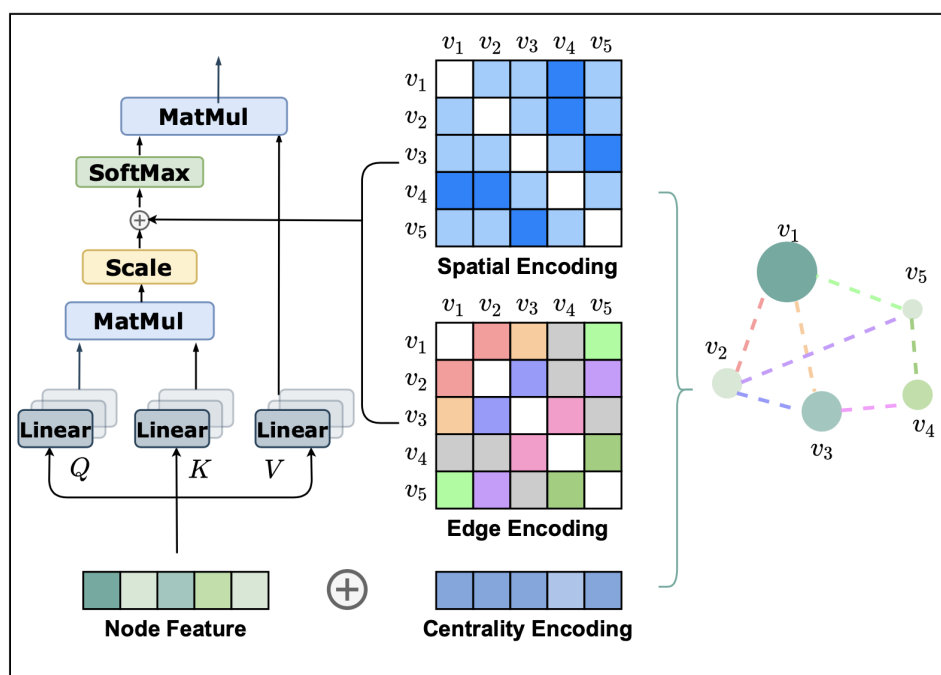 MatMul
SoftMax
Scale
MatMul
Linear
Linear
Linear
Q
K
V
Node Feature
v₁ v₂ v₃ v₄ v₅
v₁
v₂
v₃
v₄
v₅
Spatial Encoding
v₁ v₂ v₃ v₄ v₅
v₁
v₂
v₃
v₄
v₅
Edge Encoding
Centrality Encoding
v₁
v₅
v₂
v₄
v₃